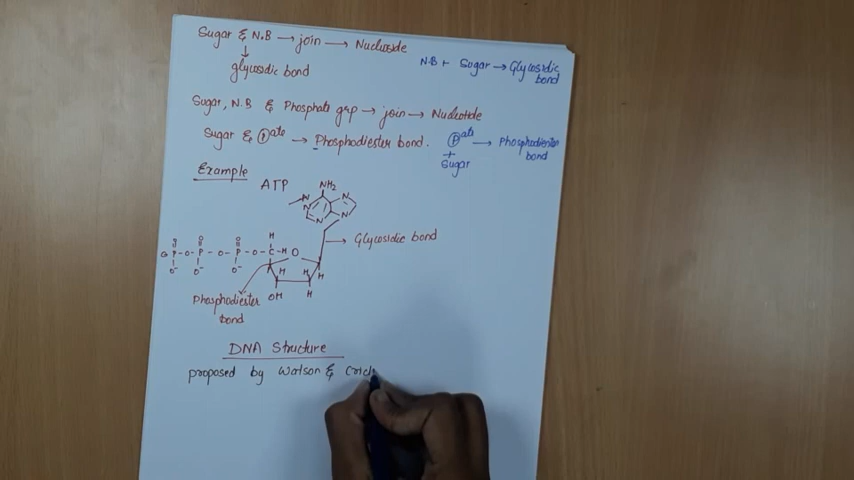 Sugar & N.B → join → Nucleoside
↓
glycosidic bond
N.B + Sugar → Glycosidic
bond
Sugar, N.B & Phosphate grp → join → Nucleotide
Sugar & Pate → Phosphodiester bond.
Pate
+
Sugar
→ Phosphodiester
bond
Example
ATP
NH2
N N
N N N
→ Glycosidic bond
H
O O O
O - P - O - P - O - P - O - C - H O
O- O- O-
H H H H
OH H
Phosphodiester
bond
DNA Structure
proposed by Watson & Crick